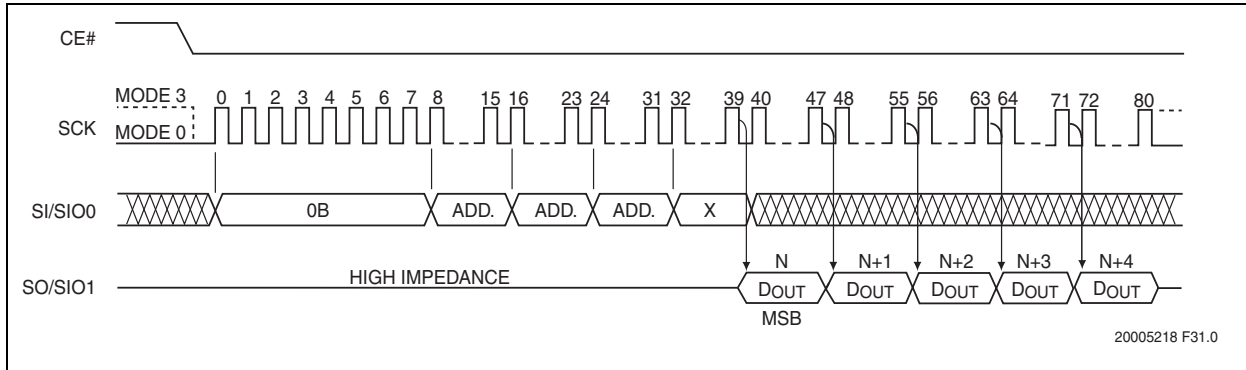 CE#
MODE 3
SCK
MODE 0
0 1 2 3 4 5 6 7 8 15 16 23 24 31 32 39 40 47 48 55 56 63 64 71 72 80
SI/SIO0
0B ADD. ADD. ADD. X
N N+1 N+2 N+3 N+4
SO/SIO1
HIGH IMPEDANCE
DOUT DOUT DOUT DOUT DOUT
MSB
20005218 F31.0